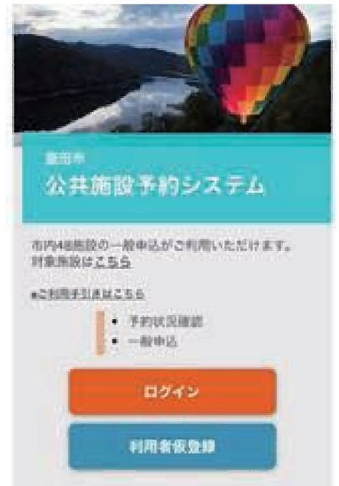 豊田市
公共施設予約システム
市内48施設の一般申込がご利用いただけます。
対象施設はこちら
●ご利用手引きはこちら
• 予約状況確認
• 一般申込
ログイン
利用者仮登録